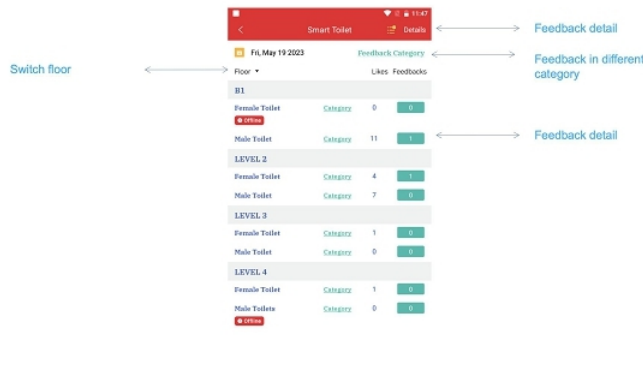 11:47
Smart Toilet
Details
Feedback detail
Fri, May 19 2023
Feedback Category
Feedback in different
category
Switch floor
Floor
Likes Feedbacks
B1
Female Toilet Category 0 0
Offline
Male Toilet Category 11 1
Feedback detail
LEVEL 2
Female Toilet Category 4 1
Male Toilet Category 7 0
LEVEL 3
Female Toilet Category 1 0
Male Toilet Category 0 0
LEVEL 4
Female Toilet Category 1 0
Male Toilets Category 0 0
Offline